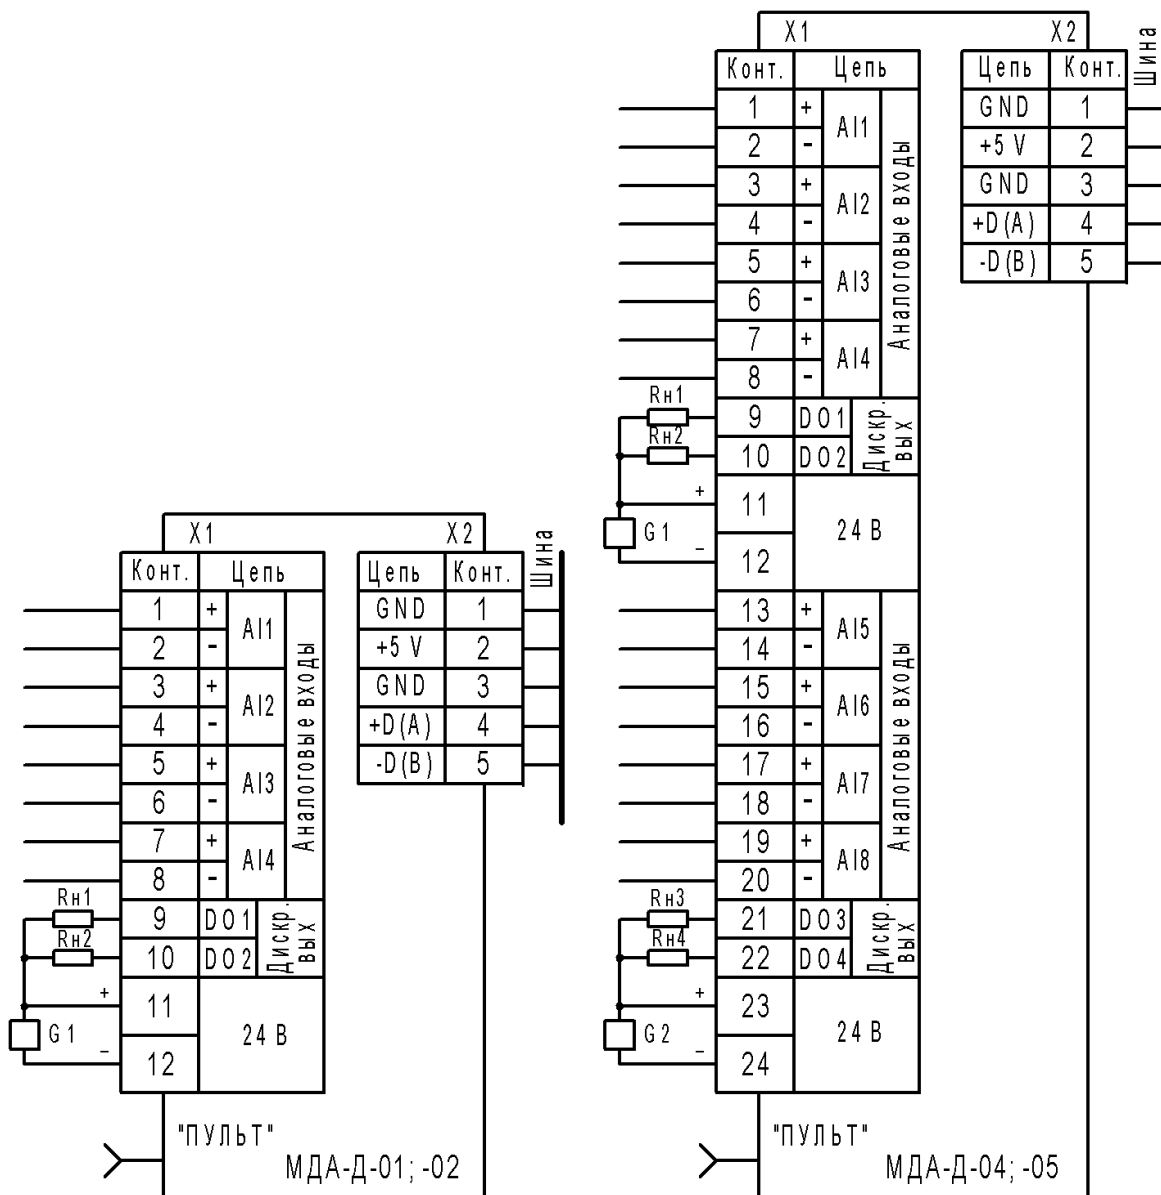 X1
X2
Конт.
Цепь
1
+
AI1
2
-
3
+
AI2
4
-
5
+
AI3
6
-
7
+
AI4
8
-
Аналоговые входы
Rн1
9
DO1
Rн2
10
DO2
Дискр.
вых
+
11
G1
24 В
–
12
Цепь
Конт.
GND
1
+5 V
2
GND
3
+D(A)
4
-D(B)
5
Шина
"ПУЛЬТ"
МДА-Д-01; -02
X1
X2
Конт.
Цепь
1
+
AI1
2
-
3
+
AI2
4
-
5
+
AI3
6
-
7
+
AI4
8
-
Аналоговые входы
Rн1
9
DO1
Rн2
10
DO2
Дискр.
вых
+
11
G1
24 В
–
12
13
+
AI5
14
-
15
+
AI6
16
-
17
+
AI7
18
-
19
+
AI8
20
-
Аналоговые входы
Rн3
21
DO3
Rн4
22
DO4
Дискр.
вых
+
23
G2
24 В
–
24
Цепь
Конт.
GND
1
+5 V
2
GND
3
+D(A)
4
-D(B)
5
Шина
"ПУЛЬТ"
МДА-Д-04; -05